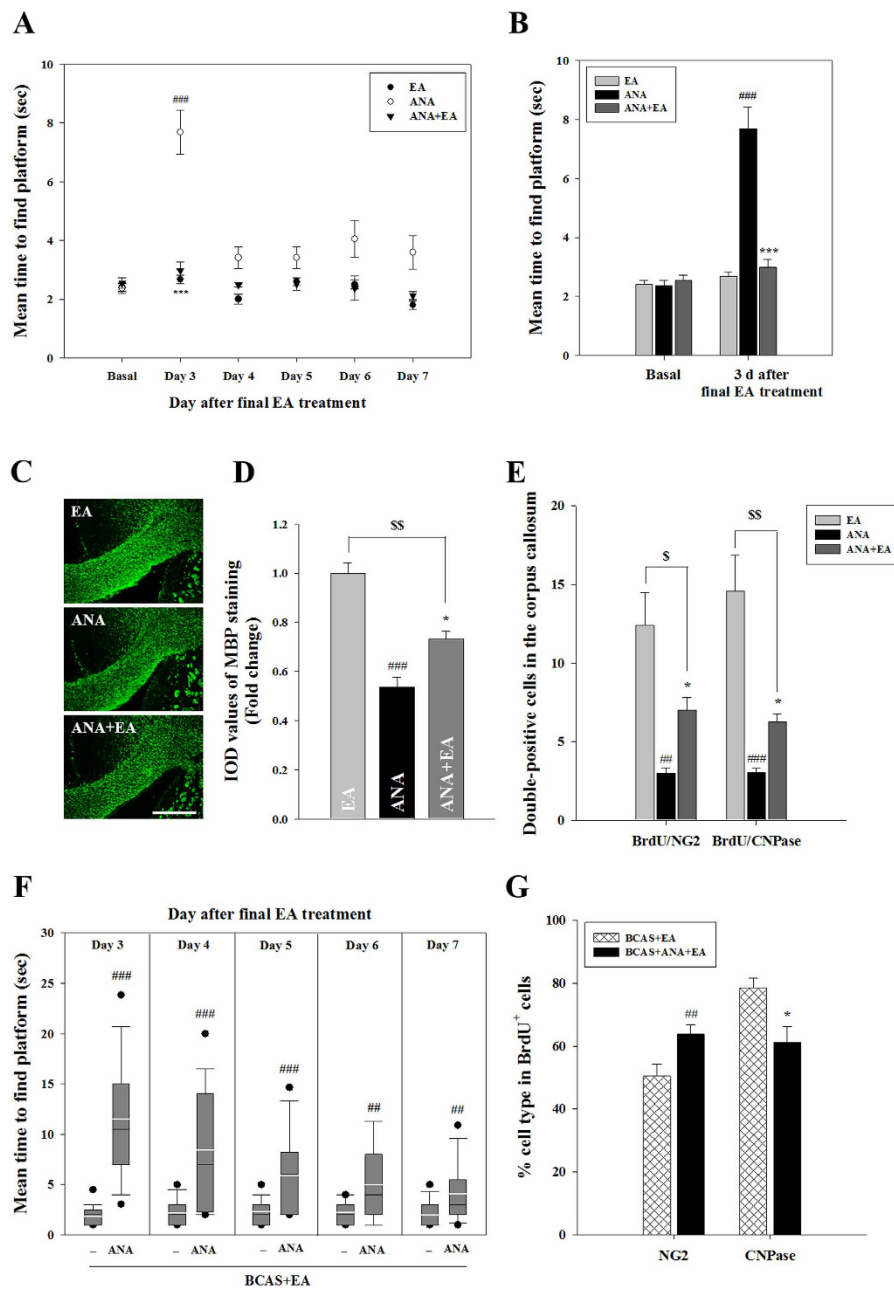 A
Mean time to find platform (sec)
10
8
6
4
2
0
###
***
EA
ANA
ANA+EA
Basal
Day 3
Day 4
Day 5
Day 6
Day 7
Day after final EA treatment
B
Mean time to find platform (sec)
10
8
6
4
2
0
EA
ANA
ANA+EA
###
***
Basal
3 d after
final EA treatment
C
EA
ANA
ANA+EA
D
IOD values of MBP staining
(Fold change)
1.2
1.0
0.8
0.6
0.4
0.2
0.0
$$
###
*
EA
ANA
ANA+EA
E
Double-positive cells in the corpus callosum
20
15
10
5
0
EA
ANA
ANA+EA
$
$$
##
*
###
*
BrdU/NG2
BrdU/CNPase
F
Day after final EA treatment
Mean time to find platform (sec)
30
25
20
15
10
5
0
Day 3
Day 4
Day 5
Day 6
Day 7
###
###
###
##
##
– ANA
– ANA
– ANA
– ANA
– ANA
BCAS+EA
G
% cell type in BrdU+ cells
100
80
60
40
20
0
BCAS+EA
BCAS+ANA+EA
##
*
NG2
CNPase